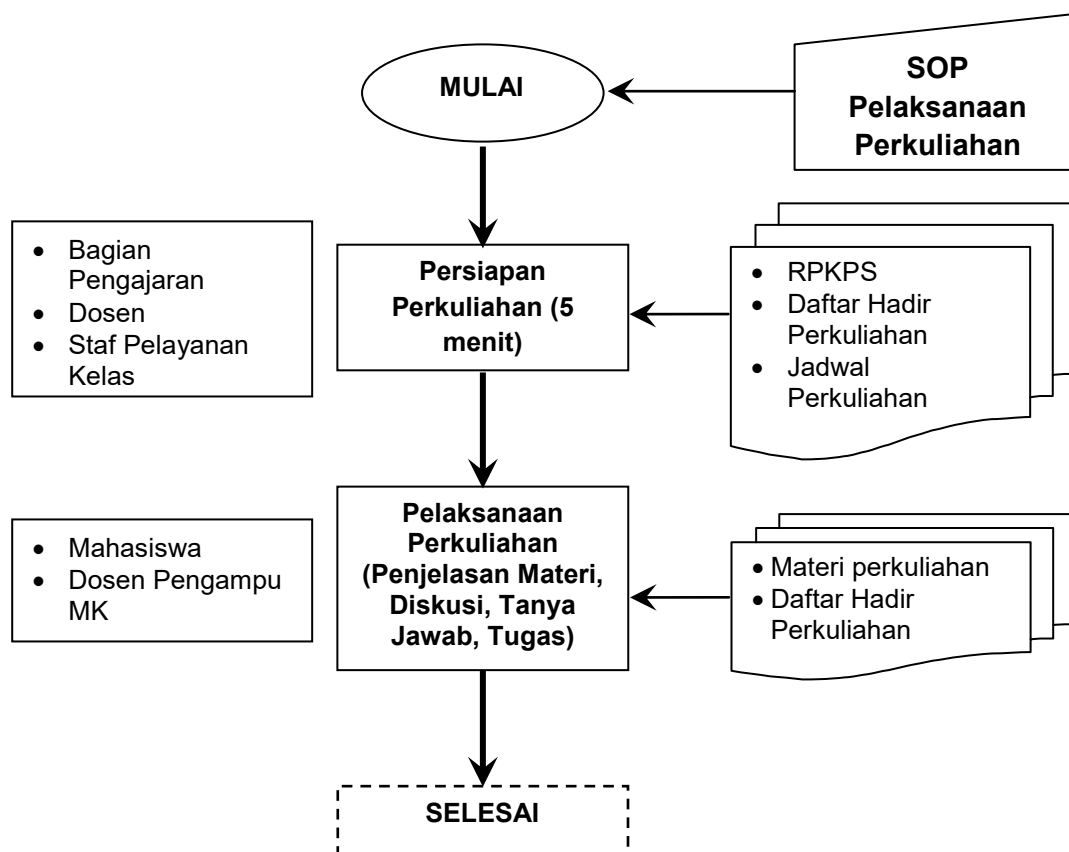 MULAI
SOP
Pelaksanaan
Perkuliahan
• Bagian
Pengajaran
• Dosen
• Staf Pelayanan
Kelas
Persiapan
Perkuliahan (5
menit)
• RPKPS
• Daftar Hadir
Perkuliahan
• Jadwal
Perkuliahan
• Mahasiswa
• Dosen Pengampu
MK
Pelaksanaan
Perkuliahan
(Penjelasan Materi,
Diskusi, Tanya
Jawab, Tugas)
• Materi perkuliahan
• Daftar Hadir
Perkuliahan
SELESAI